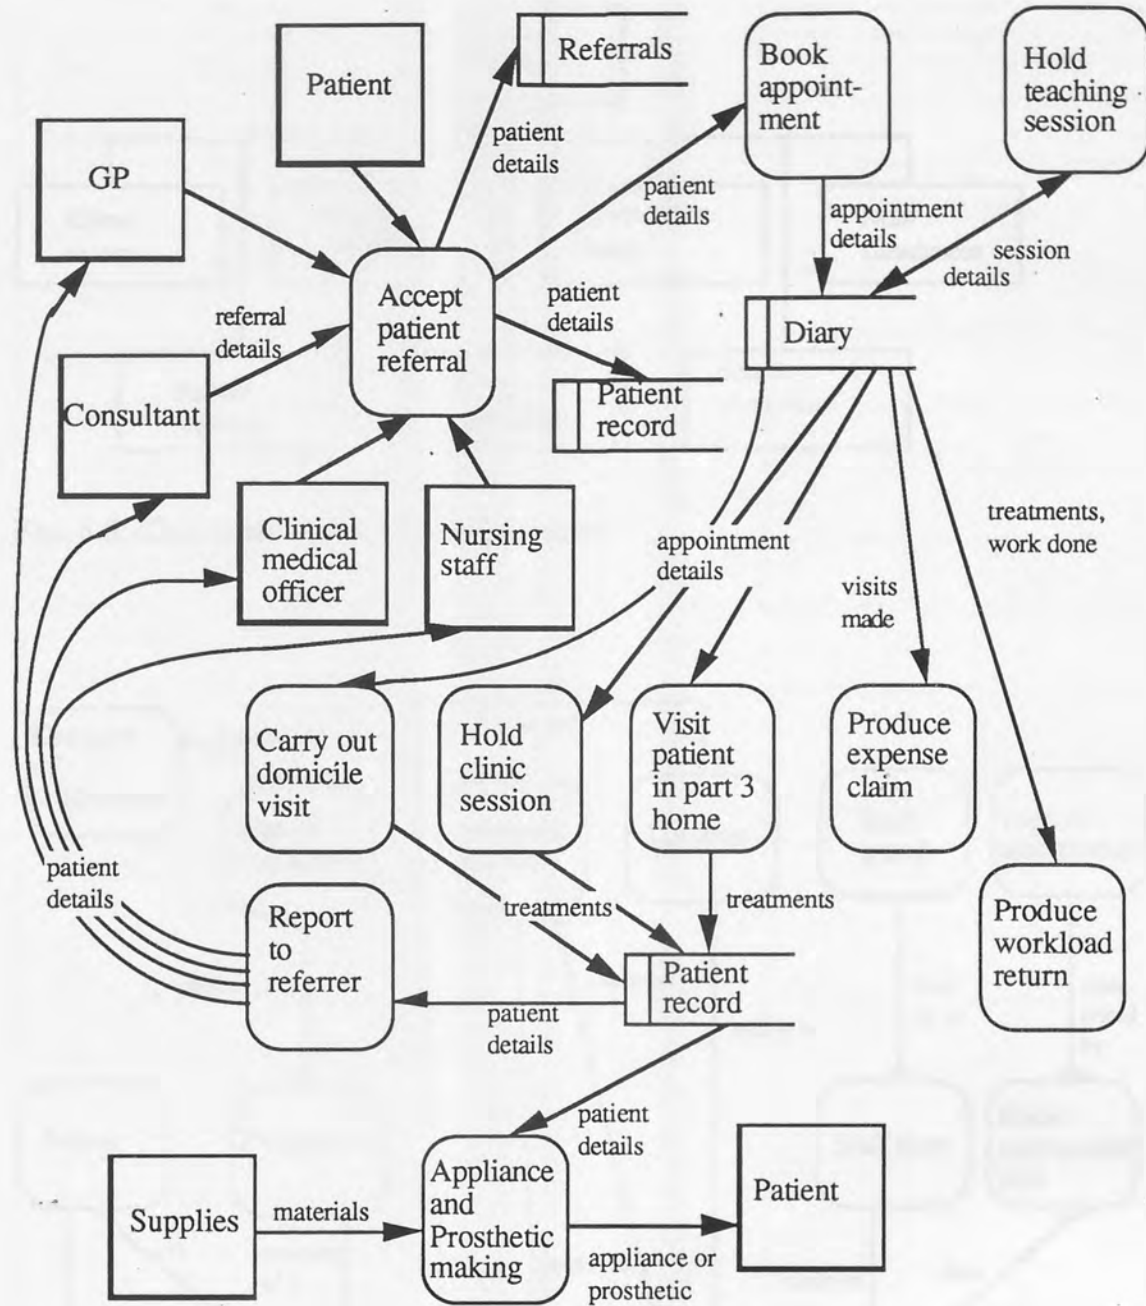 Patient
Referrals
Book
appoint-
ment
Hold
teaching
session
GP
patient
details
patient
details
appointment
details
session
details
referral
details
Accept
patient
referral
patient
details
Diary
Consultant
Patient
record
Clinical
medical
officer
Nursing
staff
appointment
details
treatments,
work done
visits
made
Carry out
domicile
visit
Hold
clinic
session
Visit
patient
in part 3
home
Produce
expense
claim
patient
details
Report
to
referrer
treatments
treatments
Produce
workload
return
Patient
record
patient
details
patient
details
Supplies
materials
Appliance
and
Prosthetic
making
Patient
appliance or
prosthetic